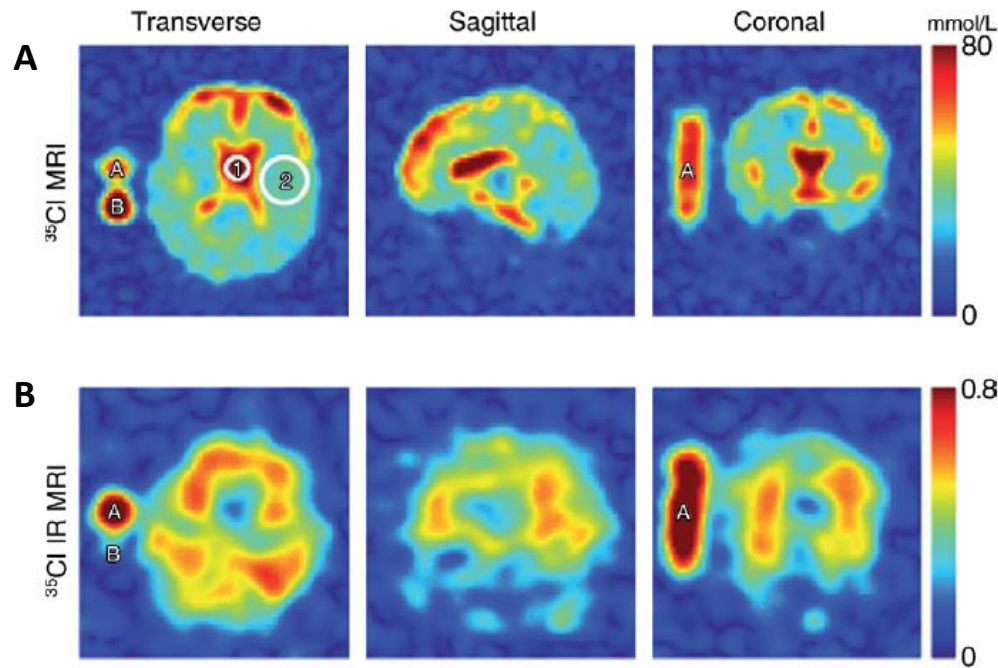 Transverse Sagittal Coronal mmol/L
A
80
A
B
1
2
A
³⁵Cl MRI
0
B
0.8
A
B
A
³⁵Cl IR MRI
0